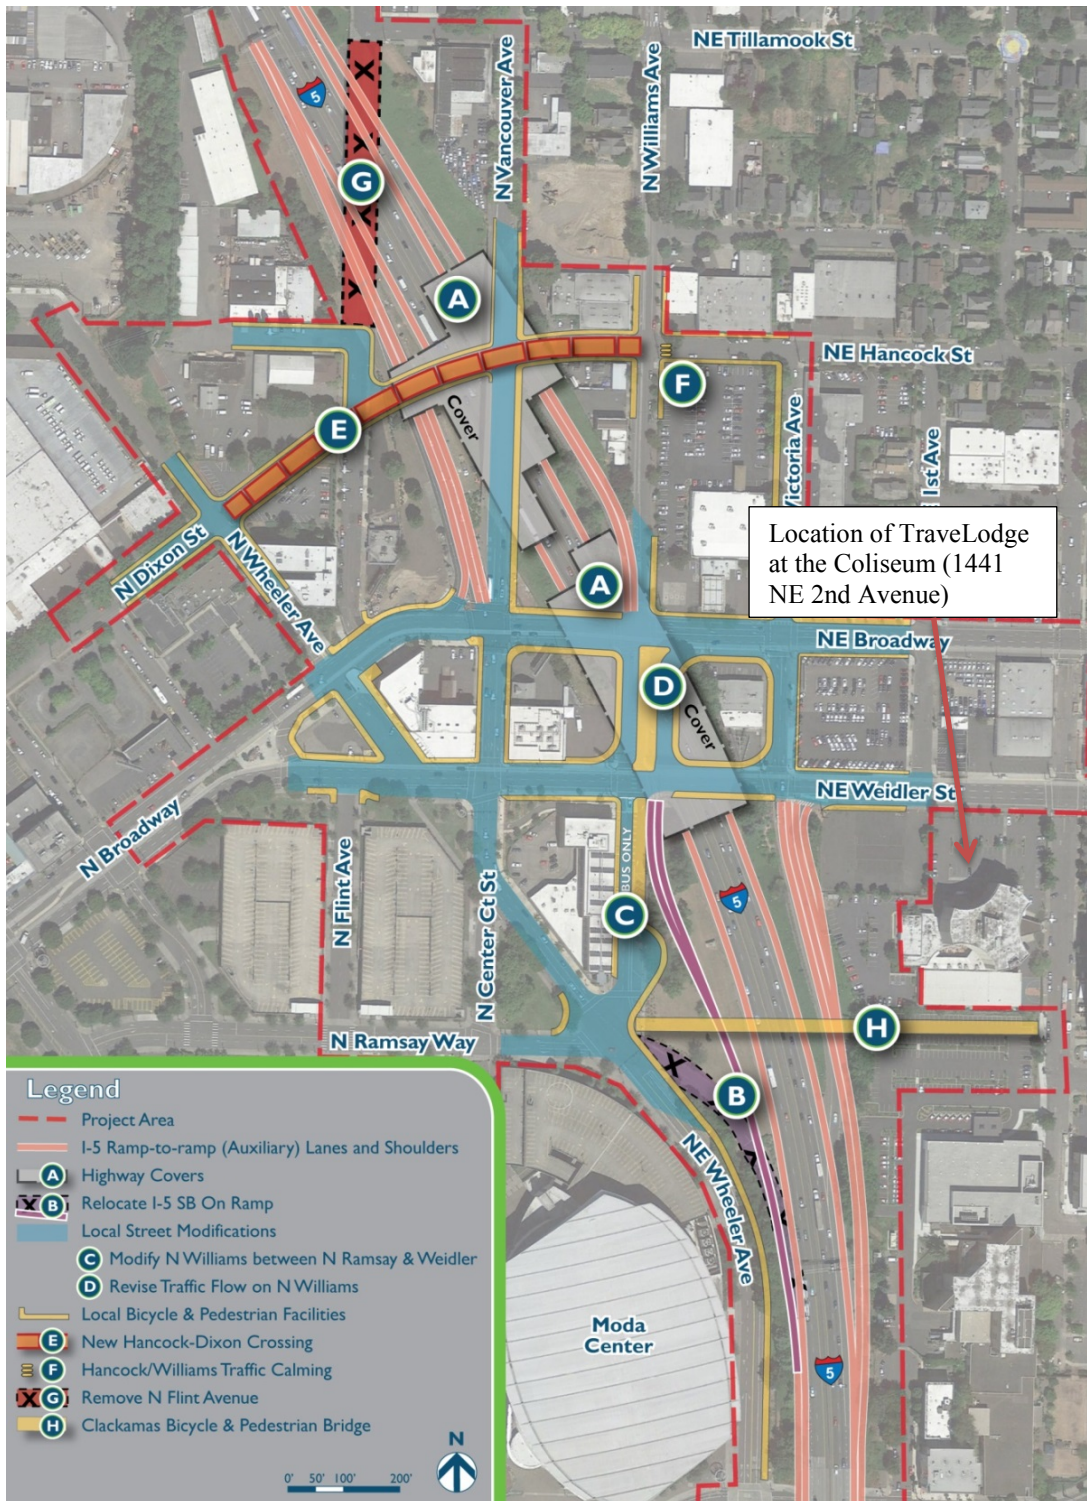 NE Tillamook St
N Vancouver Ave
N Williams Ave
5
G
A
NE Hancock St
F
Cover
E
Victoria Ave
1st Ave
N Dixon St
N Wheeler Ave
A
Location of TraveLodge
at the Coliseum (1441
NE 2nd Avenue)
NE Broadway
D
Cover
NE Weidler St
N Broadway
BUS ONLY
N Flint Ave
N Center Ct St
C
5
H
N Ramsay Way
B
NE Wheeler Ave
Moda
Center
5
Legend
Project Area
I-5 Ramp-to-ramp (Auxiliary) Lanes and Shoulders
A Highway Covers
X B Relocate I-5 SB On Ramp
Local Street Modifications
C Modify N Williams between N Ramsay & Weidler
D Revise Traffic Flow on N Williams
Local Bicycle & Pedestrian Facilities
E New Hancock-Dixon Crossing
F Hancock/Williams Traffic Calming
X G Remove N Flint Avenue
H Clackamas Bicycle & Pedestrian Bridge
N
0' 50' 100' 200'